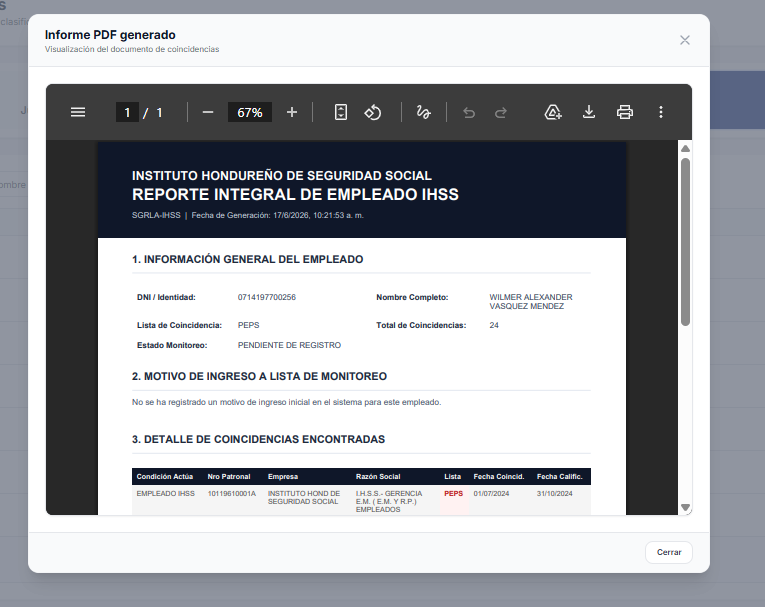 s
clasifi
Informe PDF generado
Visualización del documento de coincidencias
1 / 1
67%
INSTITUTO HONDUREÑO DE SEGURIDAD SOCIAL
REPORTE INTEGRAL DE EMPLEADO IHSS
SGRLA-IHSS | Fecha de Generación: 17/6/2026, 10:21:53 a. m.
1. INFORMACIÓN GENERAL DEL EMPLEADO
DNI / Identidad: 0714197700256 Nombre Completo: WILMER ALEXANDER
VASQUEZ MENDEZ
Lista de Coincidencia: PEPS Total de Coincidencias: 24
Estado Monitoreo: PENDIENTE DE REGISTRO
2. MOTIVO DE INGRESO A LISTA DE MONITOREO
No se ha registrado un motivo de ingreso inicial en el sistema para este empleado.
3. DETALLE DE COINCIDENCIAS ENCONTRADAS
Condición Actúa Nro Patronal Empresa Razón Social Lista Fecha Coincid. Fecha Calific.
EMPLEADO IHSS 10119610001A INSTITUTO HOND DE I.H.S.S.- GERENCIA PEPS 01/07/2024 31/10/2024
SEGURIDAD SOCIAL E.M. ( E.M. Y R.P.)
EMPLEADOS
ombre
Cerrar